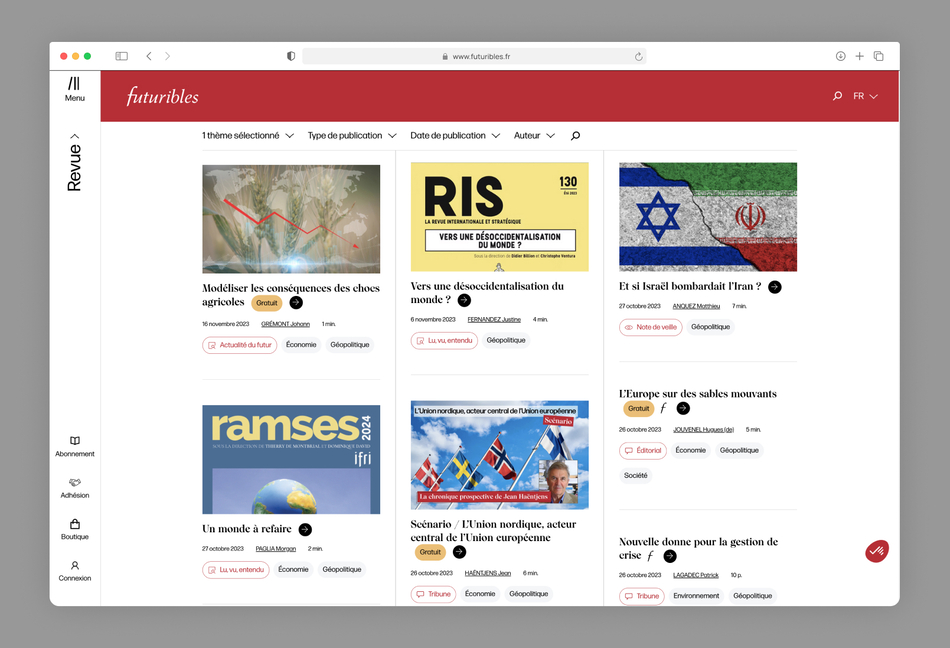 www.futuribles.fr
Menu
futuribles
FR
Revue
1 thème sélectionné
Type de publication
Date de publication
Auteur
Modéliser les conséquences des chocs
agricoles Gratuit
16 novembre 2023 GRÉMONT Johann 1 min.
Actualité du futur Économie Géopolitique
RIS
130
Été 2023
LA REVUE INTERNATIONALE ET STRATÉGIQUE
VERS UNE DÉSOCCIDENTALISATION
DU MONDE ?
Sous la direction de Didier Billion et Christophe Ventura
Vers une désoccidentalisation du
monde ?
6 novembre 2023 FERNANDEZ Justine 4 min.
Lu, vu, entendu Géopolitique
Et si Israël bombardait l'Iran ?
27 octobre 2023 ANQUEZ Matthieu 7 min.
Note de veille Géopolitique
ramses
2024
SOUS LA DIRECTION DE THIERRY DE MONTBRIAL ET DOMINIQUE DAVID
ifri
Un monde à refaire
27 octobre 2023 PAGLIA Morgan 2 min.
Lu, vu, entendu Économie Géopolitique
L'Union nordique, acteur central de l'Union européenne
Scénario
La chronique prospective de Jean Haëntjens
Scénario / L'Union nordique, acteur
central de l'Union européenne
Gratuit
26 octobre 2023 HAËNTJENS Jean 6 min.
Tribune Économie Géopolitique
L'Europe sur des sables mouvants
Gratuit f
26 octobre 2023 JOUVENEL Hugues (de) 5 min.
Éditorial Économie Géopolitique
Société
Nouvelle donne pour la gestion de
crise f
26 octobre 2023 LAGADEC Patrick 10 p.
Tribune Environnement Géopolitique
Abonnement
Adhésion
Boutique
Connexion